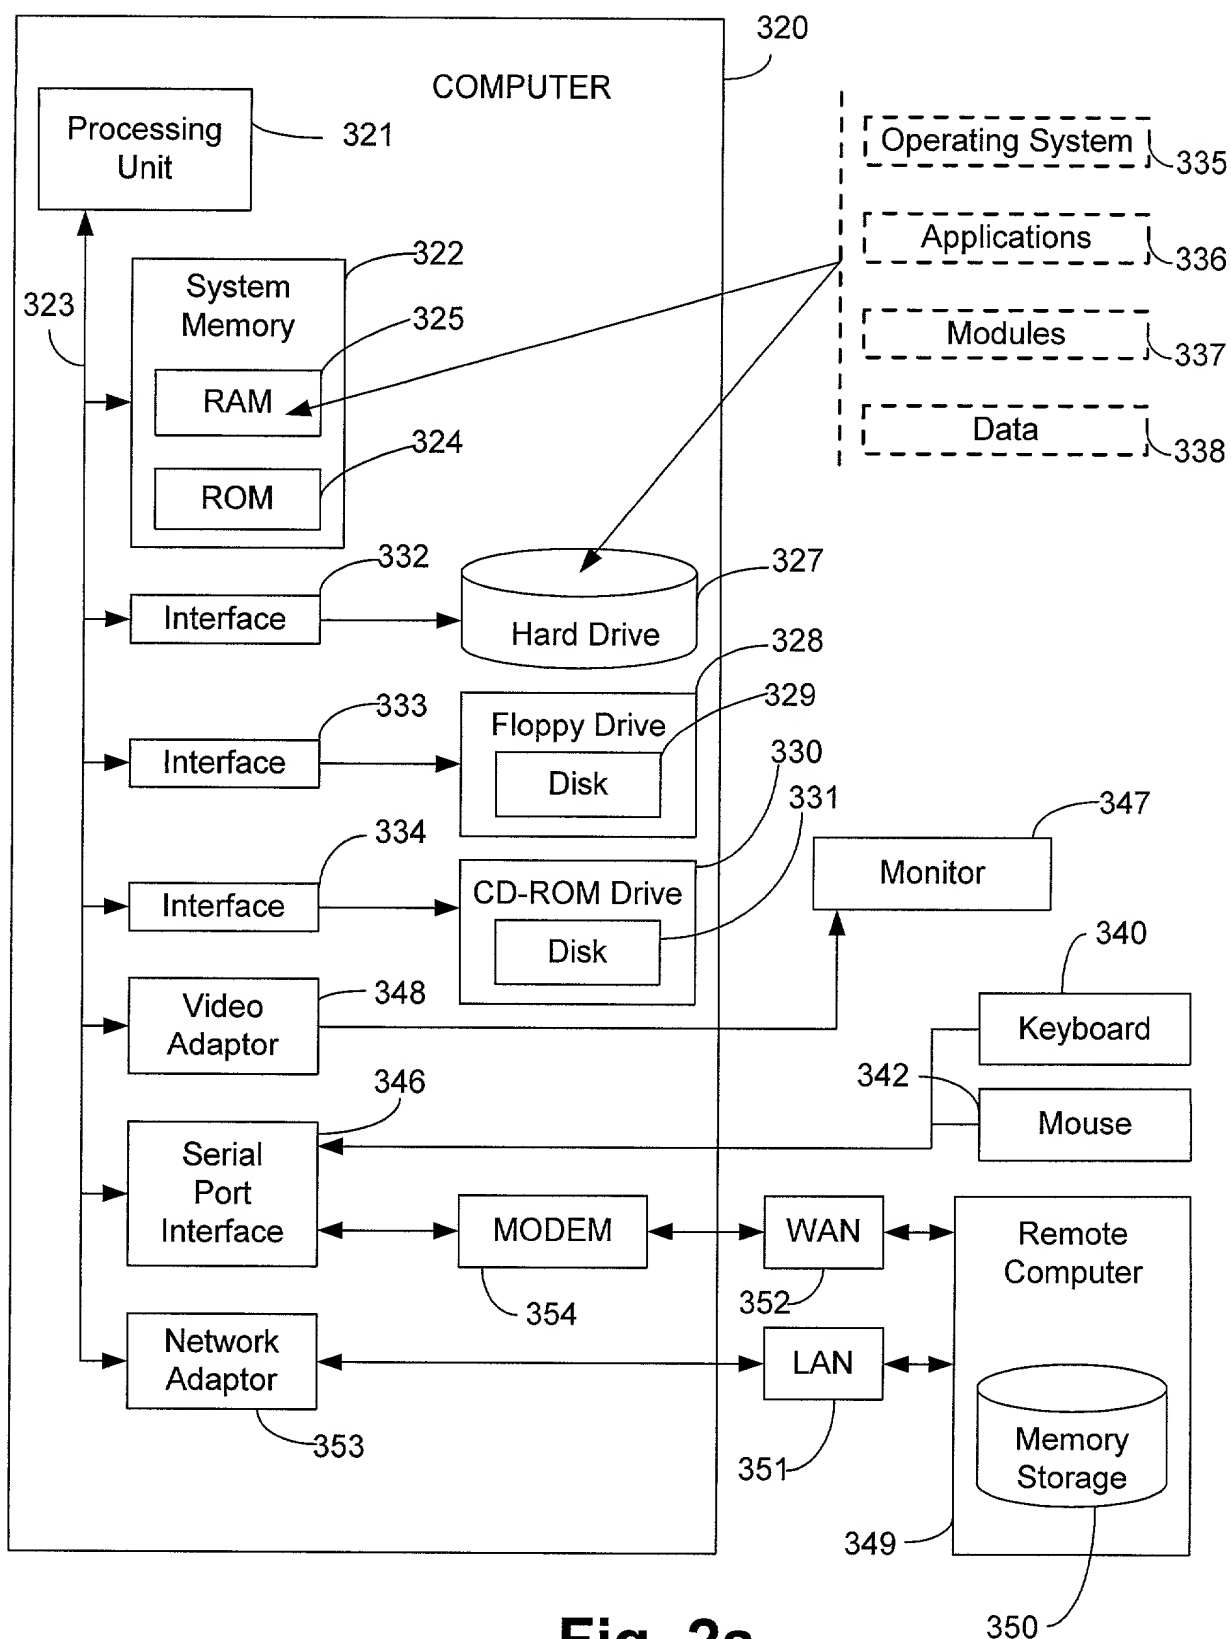 320
COMPUTER
Processing
Unit
321
Operating System
335
Applications
336
Modules
337
Data
338
322
System
Memory
323
325
RAM
324
ROM
332
Interface
327
Hard Drive
328
333
Interface
329
Floppy Drive
Disk
330
331
334
Interface
CD-ROM Drive
Disk
347
Monitor
340
Keyboard
348
Video
Adaptor
342
Mouse
346
Serial
Port
Interface
MODEM
354
WAN
352
Remote
Computer
Network
Adaptor
353
LAN
351
Memory
Storage
349
350
Fig. 2a